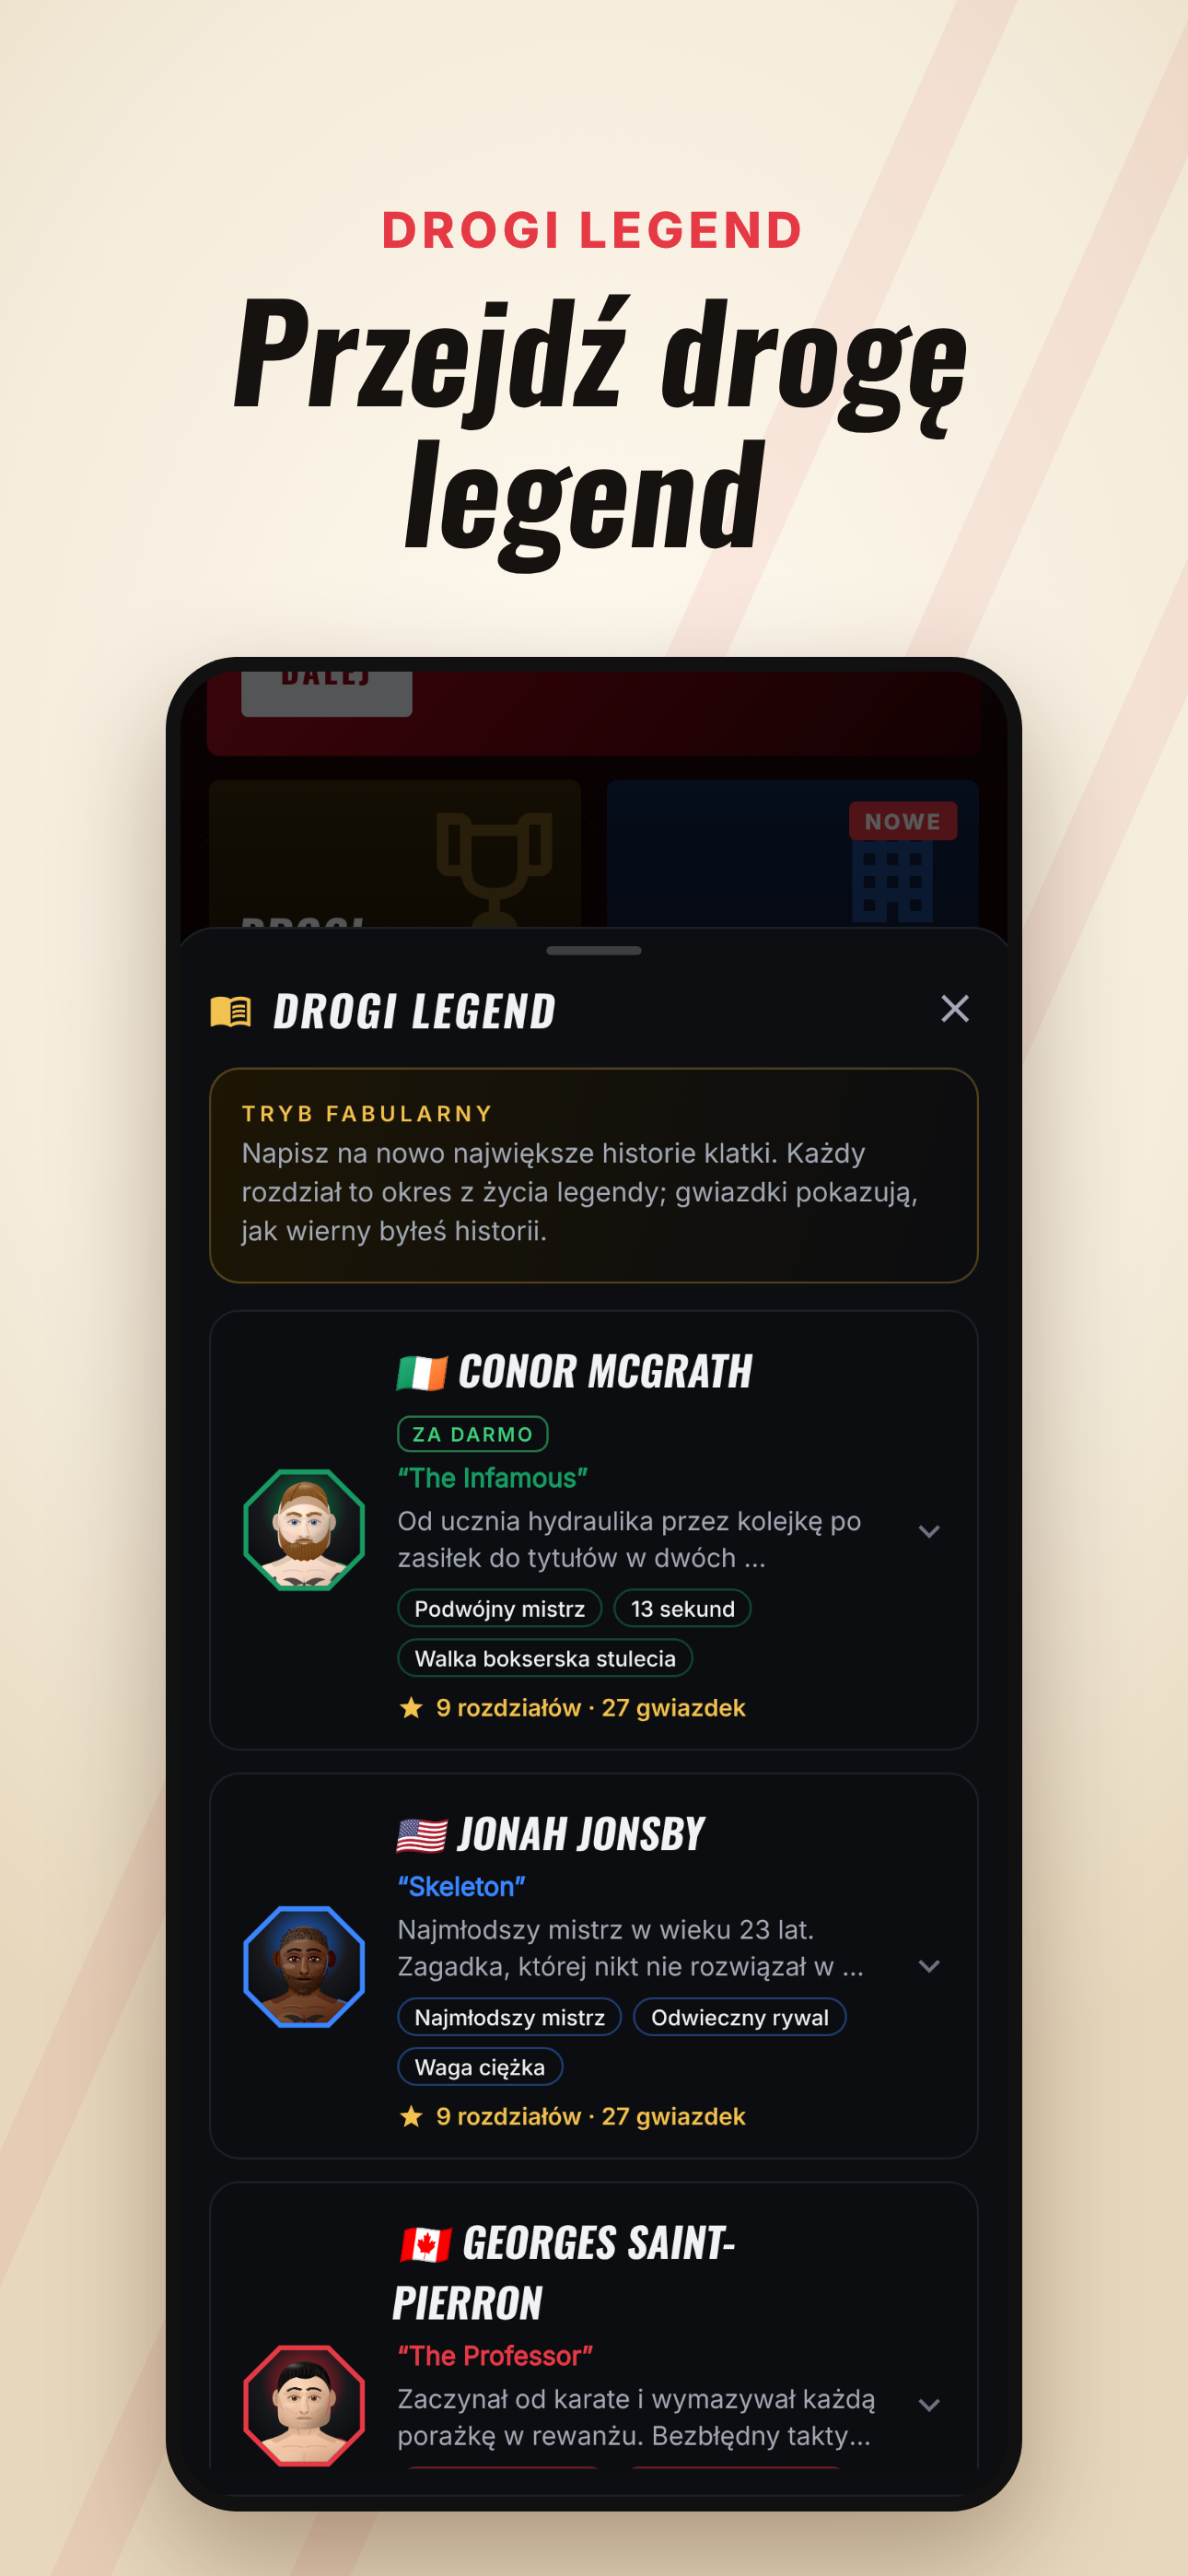 DROGI LEGEND
Przejdź drogę
legend
DALEJ
NOWE
DROGI
DROGI LEGEND
TRYB FABULARNY
Napisz na nowo największe historie klatki. Każdy
rozdział to okres z życia legendy; gwiazdki pokazują,
jak wierny byłeś historii.
🇮🇪 CONOR MCGRATH
ZA DARMO
“The Infamous”
Od ucznia hydraulika przez kolejkę po
zasiłek do tytułów w dwóch ...
Podwójny mistrz 13 sekund
Walka bokserska stulecia
9 rozdziałów · 27 gwiazdek
🇺🇸 JONAH JONSBY
“Skeleton”
Najmłodszy mistrz w wieku 23 lat.
Zagadka, której nikt nie rozwiązał w ...
Najmłodszy mistrz Odwieczny rywal
Waga ciężka
9 rozdziałów · 27 gwiazdek
🇨🇦 GEORGES SAINT-
PIERRON
“The Professor”
Zaczynał od karate i wymazywał każdą
porażkę w rewanżu. Bezbłędny takty...